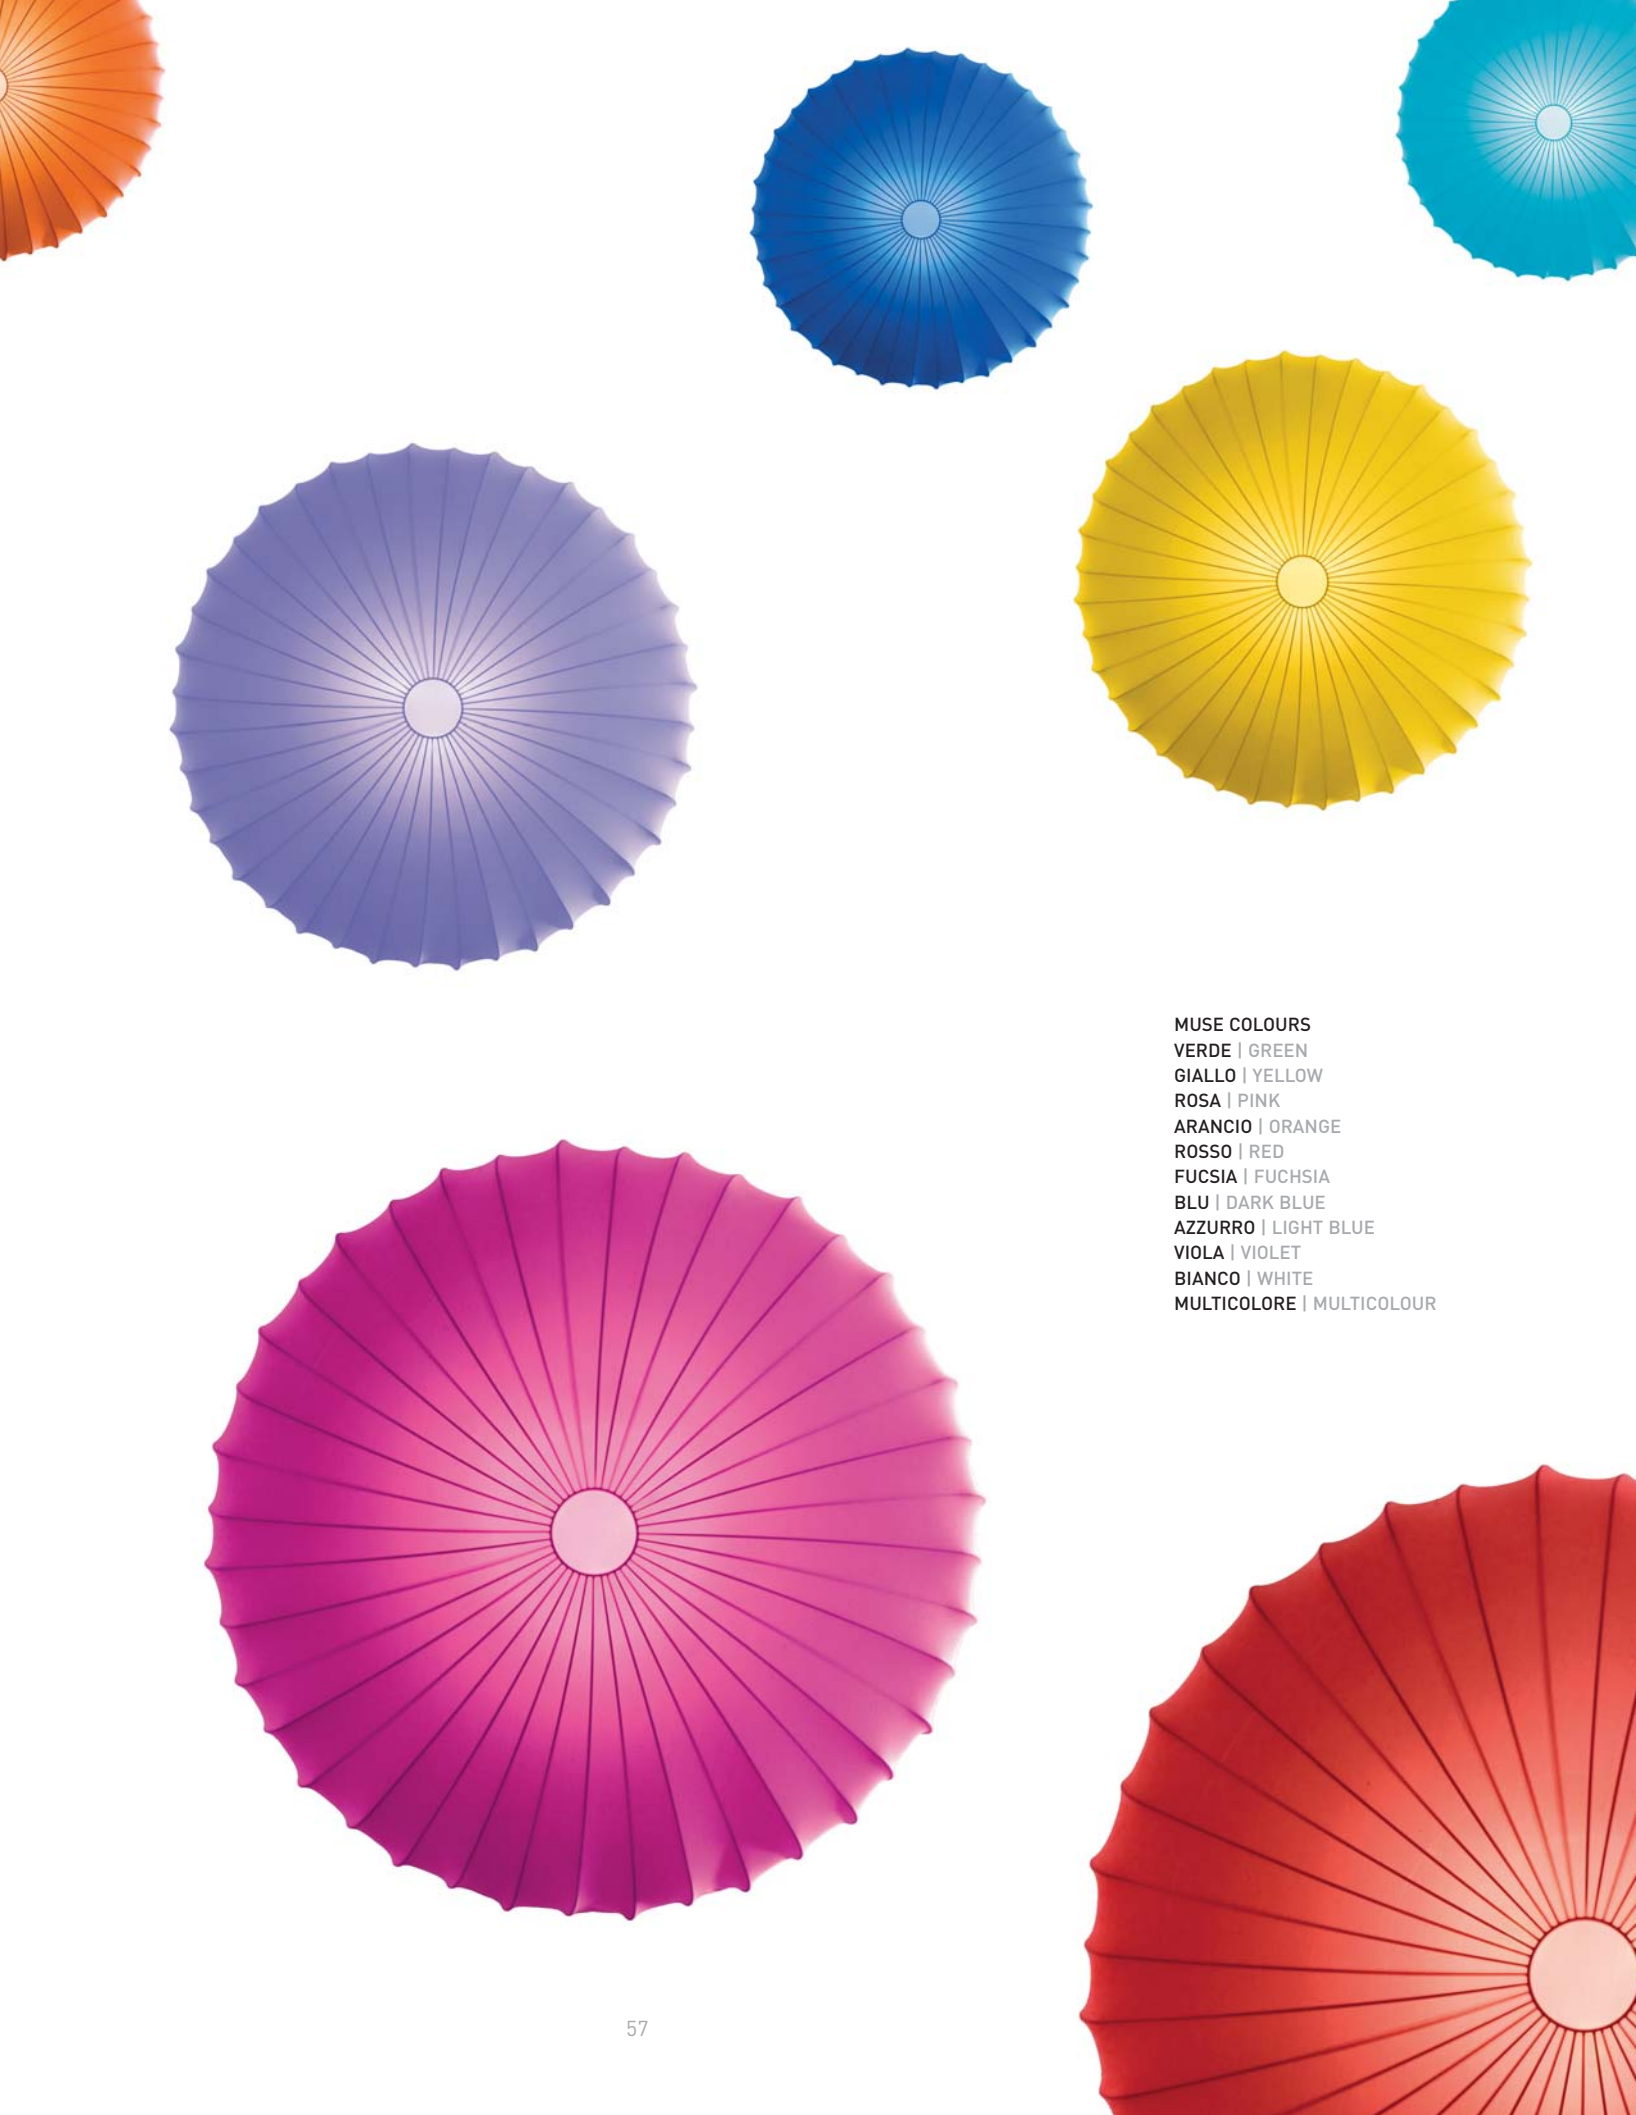 MUSE COLOURS
VERDE | GREEN
GIALLO | YELLOW
ROSA | PINK
ARANCIO | ORANGE
ROSSO | RED
FUCSIA | FUCHSIA
BLU | DARK BLUE
AZZURRO | LIGHT BLUE
VIOLA | VIOLET
BIANCO | WHITE
MULTICOLORE | MULTICOLOUR
57